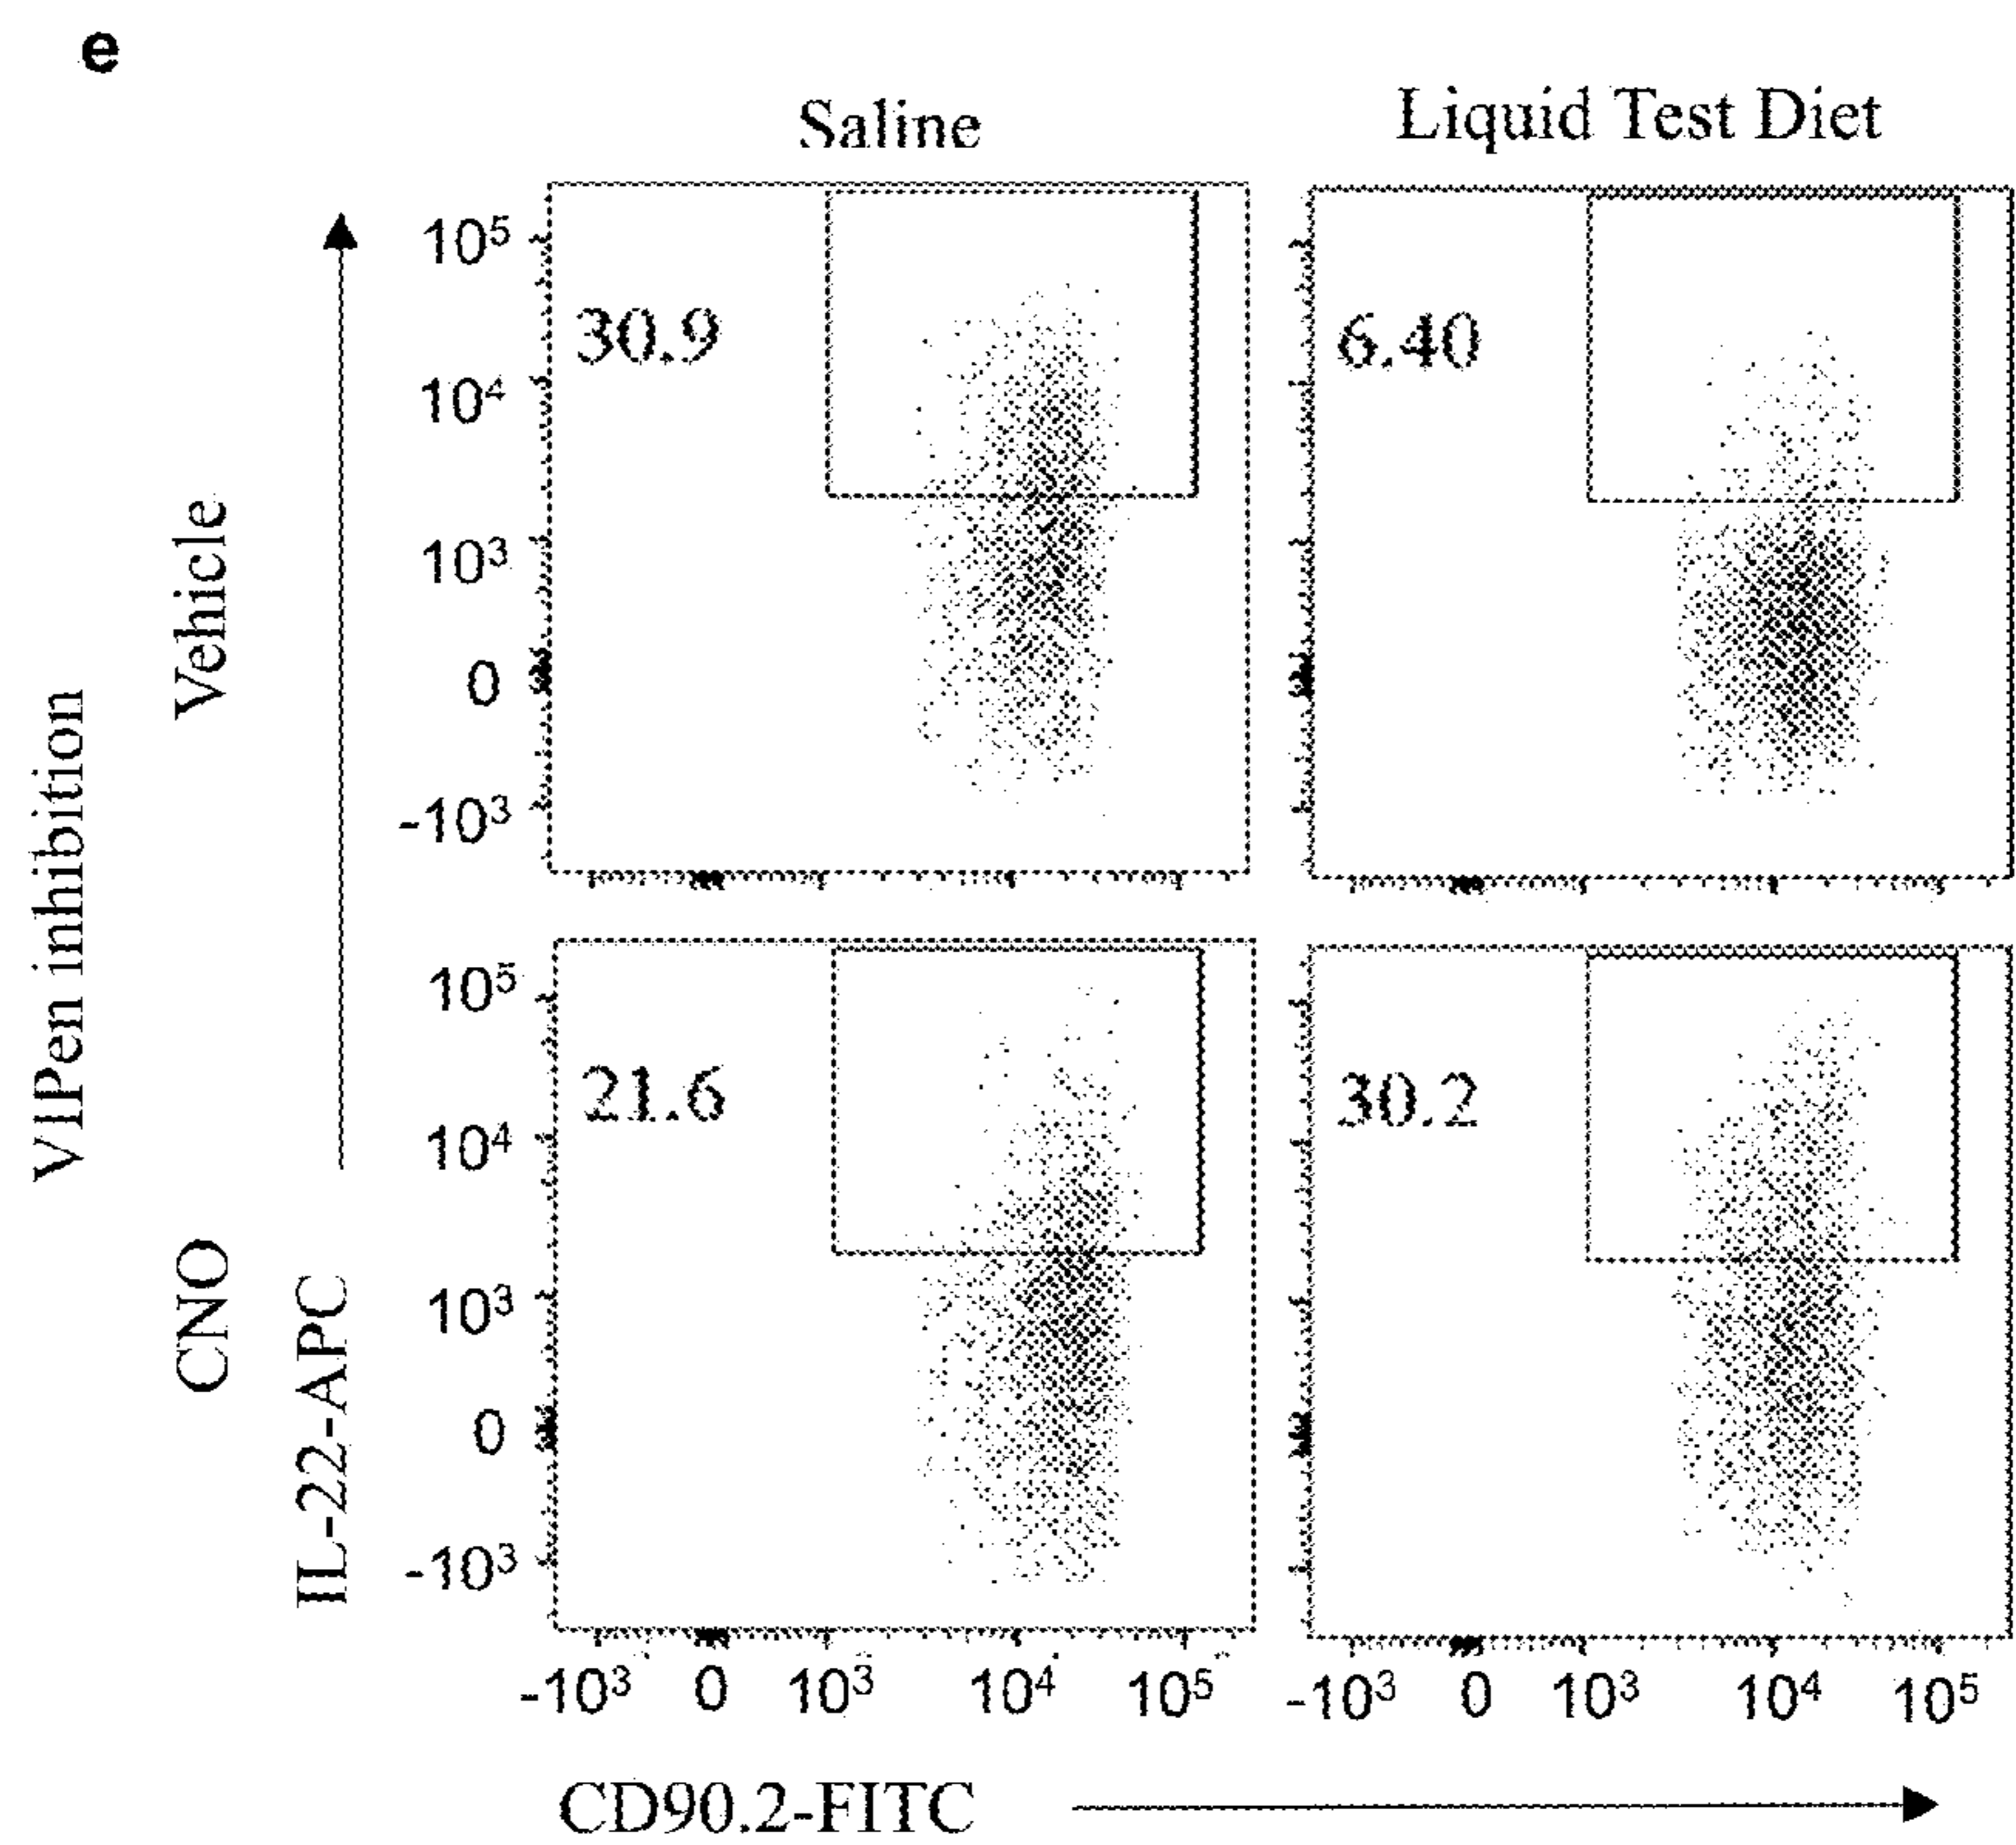 e
Saline
Liquid Test Diet
VIPen inhibition
Vehicle
CNO
IL-22-APC
10⁵
10⁴
10³
0
-10³
30.9
6.40
10⁵
10⁴
10³
0
-10³
21.6
30.2
-10³ 0 10³ 10⁴ 10⁵
-10³ 0 10³ 10⁴ 10⁵
CD90.2-FITC